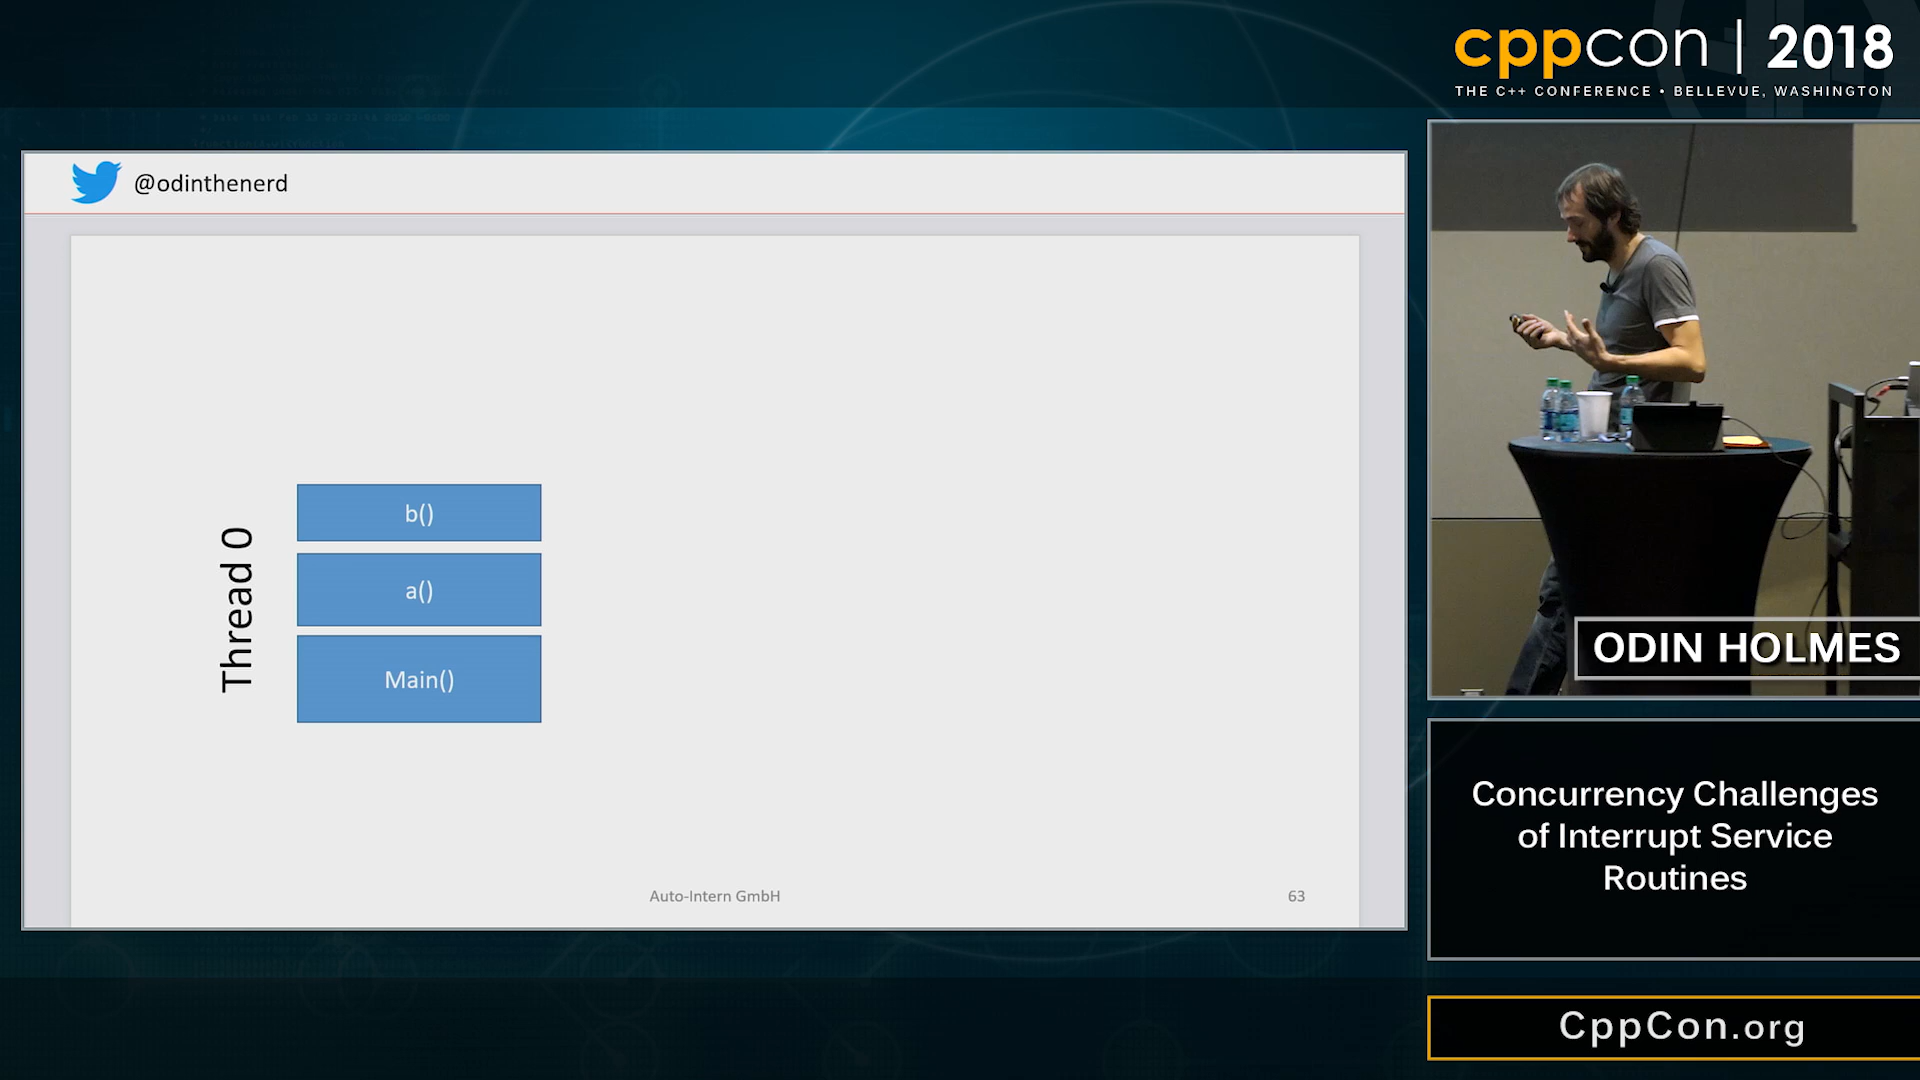 cppcon | 2018
THE C++ CONFERENCE • BELLEVUE, WASHINGTON
@odinthenerd
b()
a()
Main()
Thread 0
Auto-Intern GmbH
63
ODIN HOLMES
Concurrency Challenges
of Interrupt Service
Routines
CppCon.org